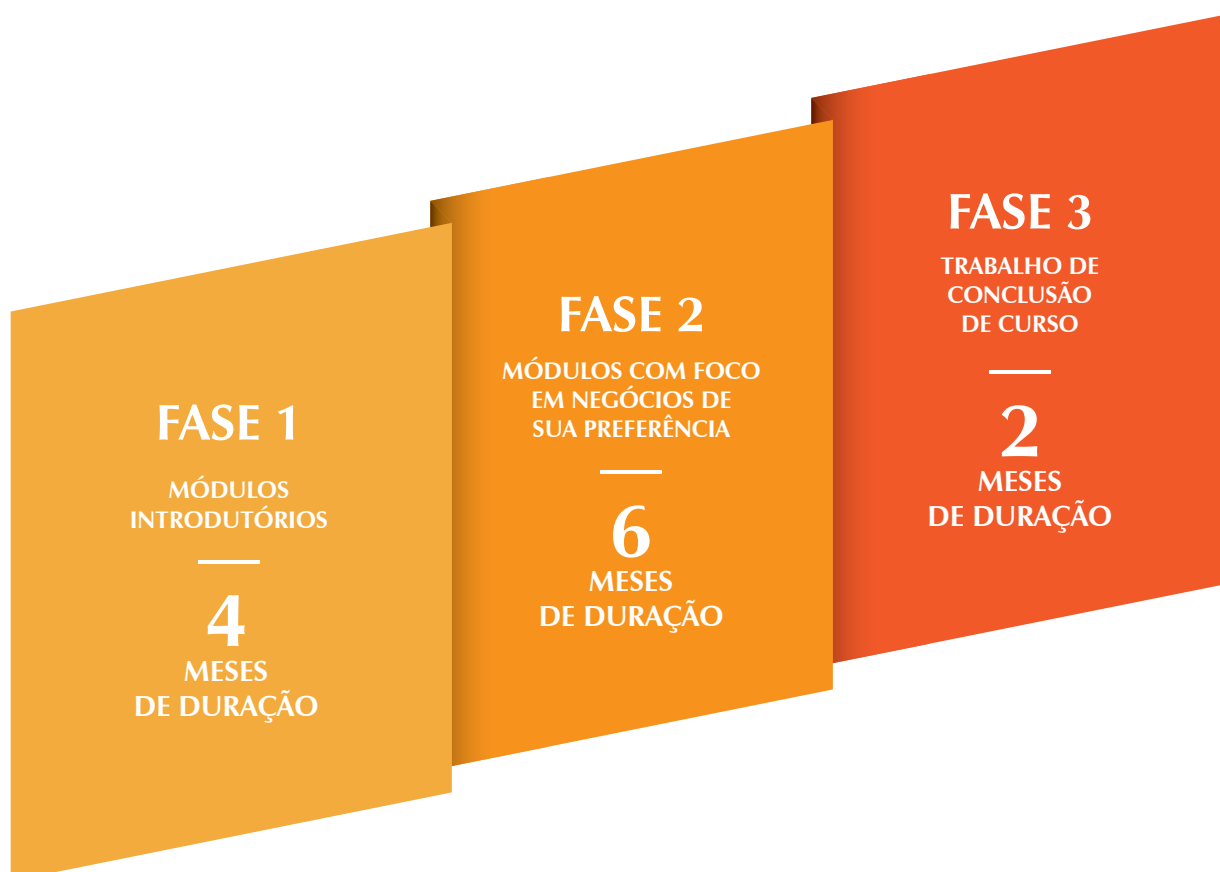 FASE 1
MÓDULOS
INTRODUTÓRIOS
4
MESES
DE DURAÇÃO
FASE 2
MÓDULOS COM FOCO
EM NEGÓCIOS DE
SUA PREFERÊNCIA
6
MESES
DE DURAÇÃO
FASE 3
TRABALHO DE
CONCLUSÃO
DE CURSO
2
MESES
DE DURAÇÃO